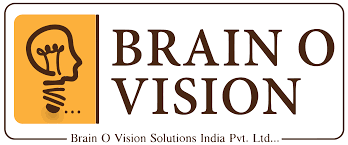 BRAIN O
VISION
Brain O Vision Solutions India Pvt. Ltd...